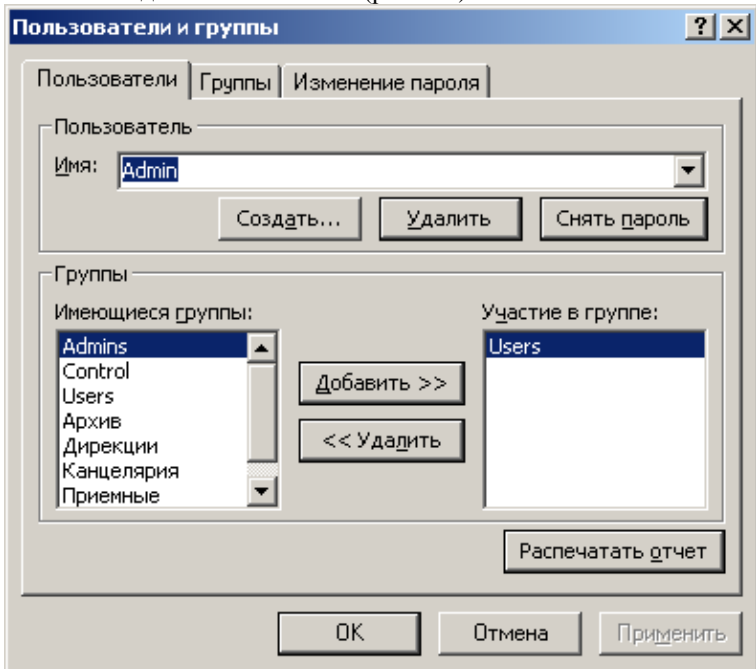 Пользователи и группы
Пользователи Группы Изменение пароля
Пользователь
Имя: Admin
Создать... Удалить Снять пароль
Группы
Имеющиеся группы: Участие в группе:
Admins Users
Control
Users
Архив
Дирекции
Канцелярия
Приемные
Добавить >>
<< Удалить
Распечатать отчет
OK Отмена Применить